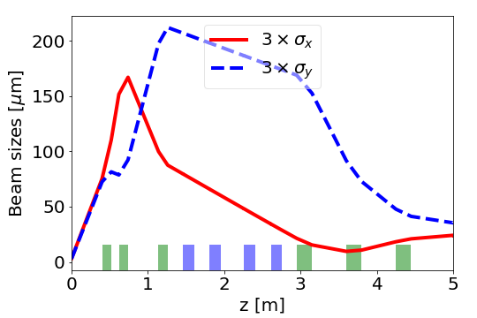 3 × σx
3 × σy
Beam sizes [μm]
200
150
100
50
0
0 1 2 3 4 5
z [m]